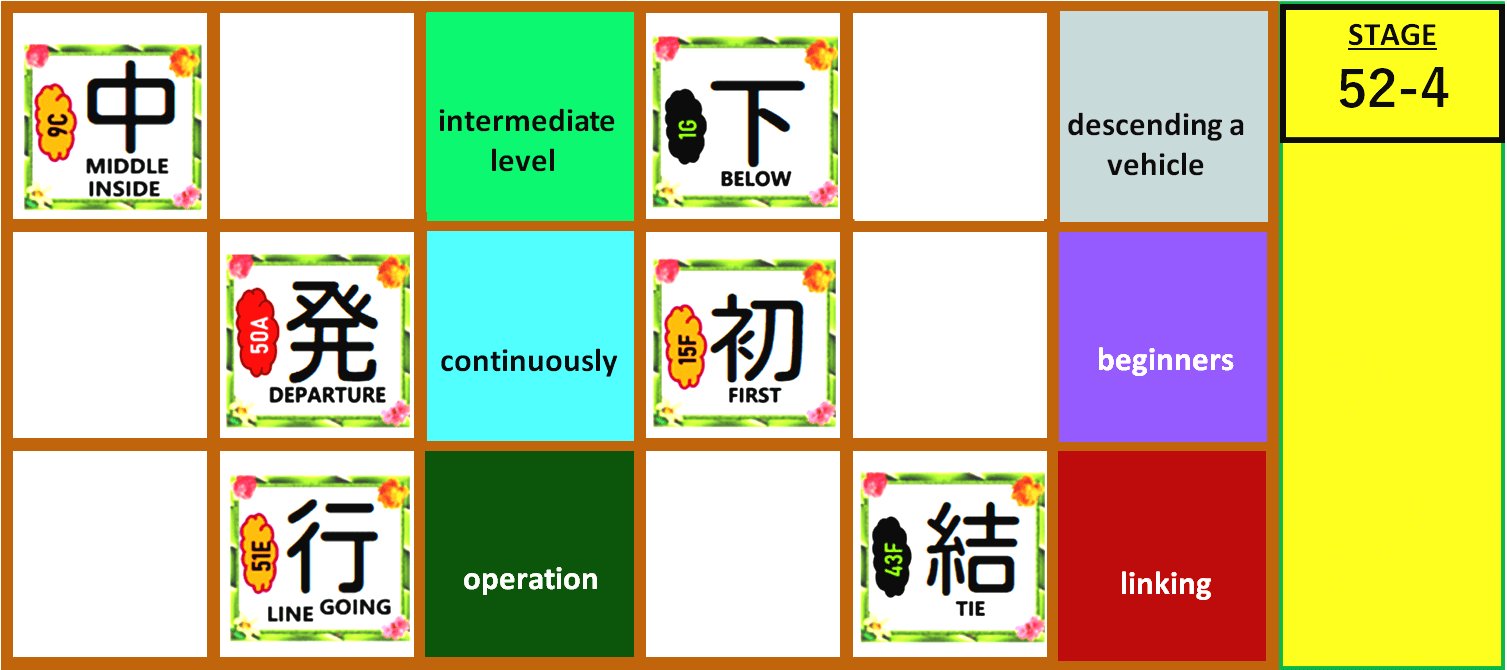 9C
中
MIDDLE
INSIDE
intermediate
level
1G
下
BELOW
descending a
vehicle
STAGE
52-4
50A
発
DEPARTURE
continuously
15F
初
FIRST
beginners
51E
行
LINE GOING
operation
43F
結
TIE
linking